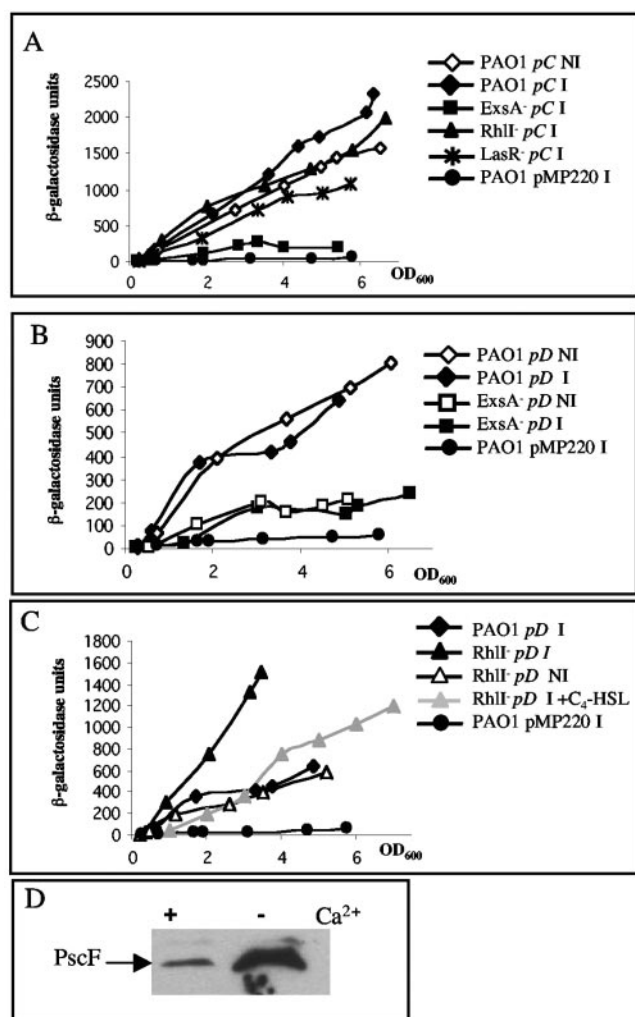 A
β-galactosidase units
2500
2000
1500
1000
500
0
0 2 4 6 OD600
PAO1 pC NI
PAO1 pC I
ExsA- pC I
RhlI- pC I
LasR- pC I
PAO1 pMP220 I
B
β-galactosidase units
900
800
700
600
500
400
300
200
100
0
0 2 4 6 OD600
PAO1 pD NI
PAO1 pD I
ExsA- pD NI
ExsA- pD I
PAO1 pMP220 I
C
β-galactosidase units
1800
1600
1400
1200
1000
800
600
400
200
0
0 2 4 6 OD600
PAO1 pD I
RhlI- pD I
RhlI- pD NI
RhlI- pD I +C4-HSL
PAO1 pMP220 I
D
+ - Ca2+
PscF